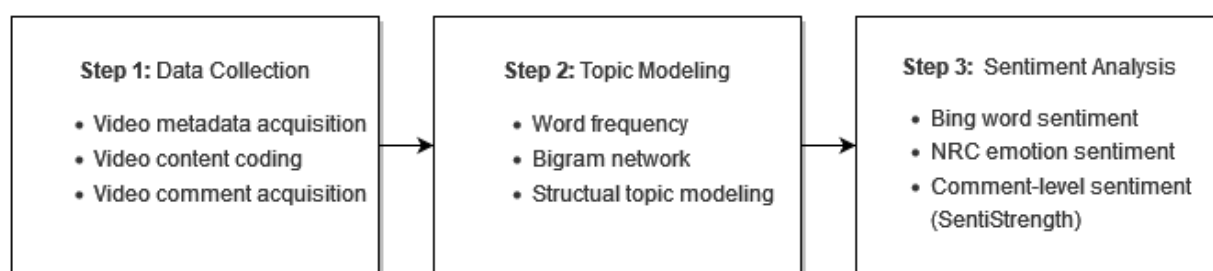 Step 1: Data Collection
• Video metadata acquisition
• Video content coding
• Video comment acquisition
Step 2: Topic Modeling
• Word frequency
• Bigram network
• Structual topic modeling
Step 3: Sentiment Analysis
• Bing word sentiment
• NRC emotion sentiment
• Comment-level sentiment
(SentiStrength)